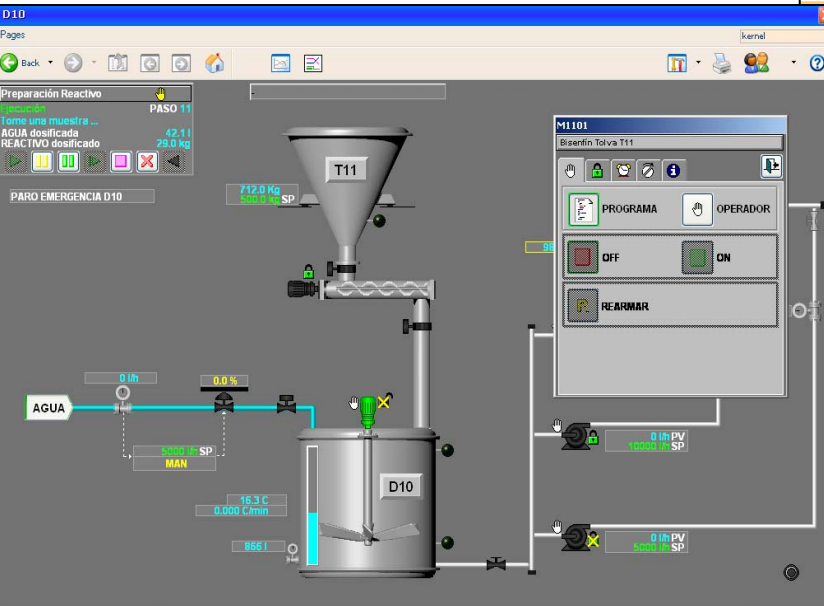 D10
Pages
kernel
Back
Preparación Reactivo
Ejecución
PASO 11
Tome una muestra ...
AGUA dosificada 42.1 l
REACTIVO dosificado 29.0 kg
PARO EMERGENCIA D10
-
T11
712.0 Kg
500.0 kg SP
M1101
Bisenfín Tolva T11
PROGRAMA
OPERADOR
OFF
ON
R.
REARMAR
98
0 l/h
0.0 %
AGUA
5000 l/h SP
MAN
D10
16.3 C
0.000 C/min
866 l
0 l/h PV
10000 l/h SP
0 l/h PV
5000 l/h SP